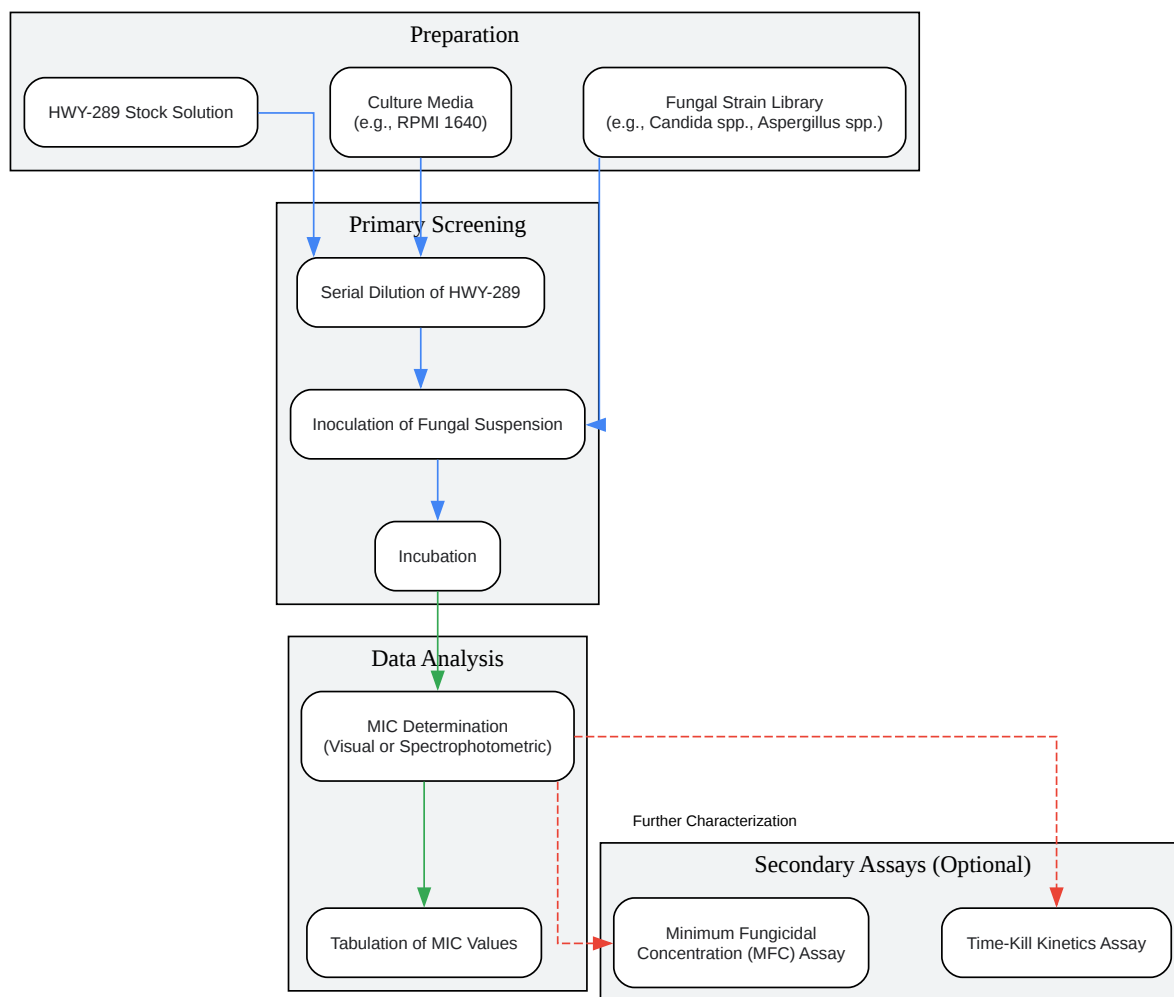 Preparation
HWY-289 Stock Solution
Culture Media
(e.g., RPMI 1640)
Fungal Strain Library
(e.g., Candida spp., Aspergillus spp.)
Primary Screening
Serial Dilution of HWY-289
Inoculation of Fungal Suspension
Incubation
Data Analysis
MIC Determination
(Visual or Spectrophotometric)
Further Characterization
Secondary Assays (Optional)
Tabulation of MIC Values
Minimum Fungicidal
Concentration (MFC) Assay
Time-Kill Kinetics Assay